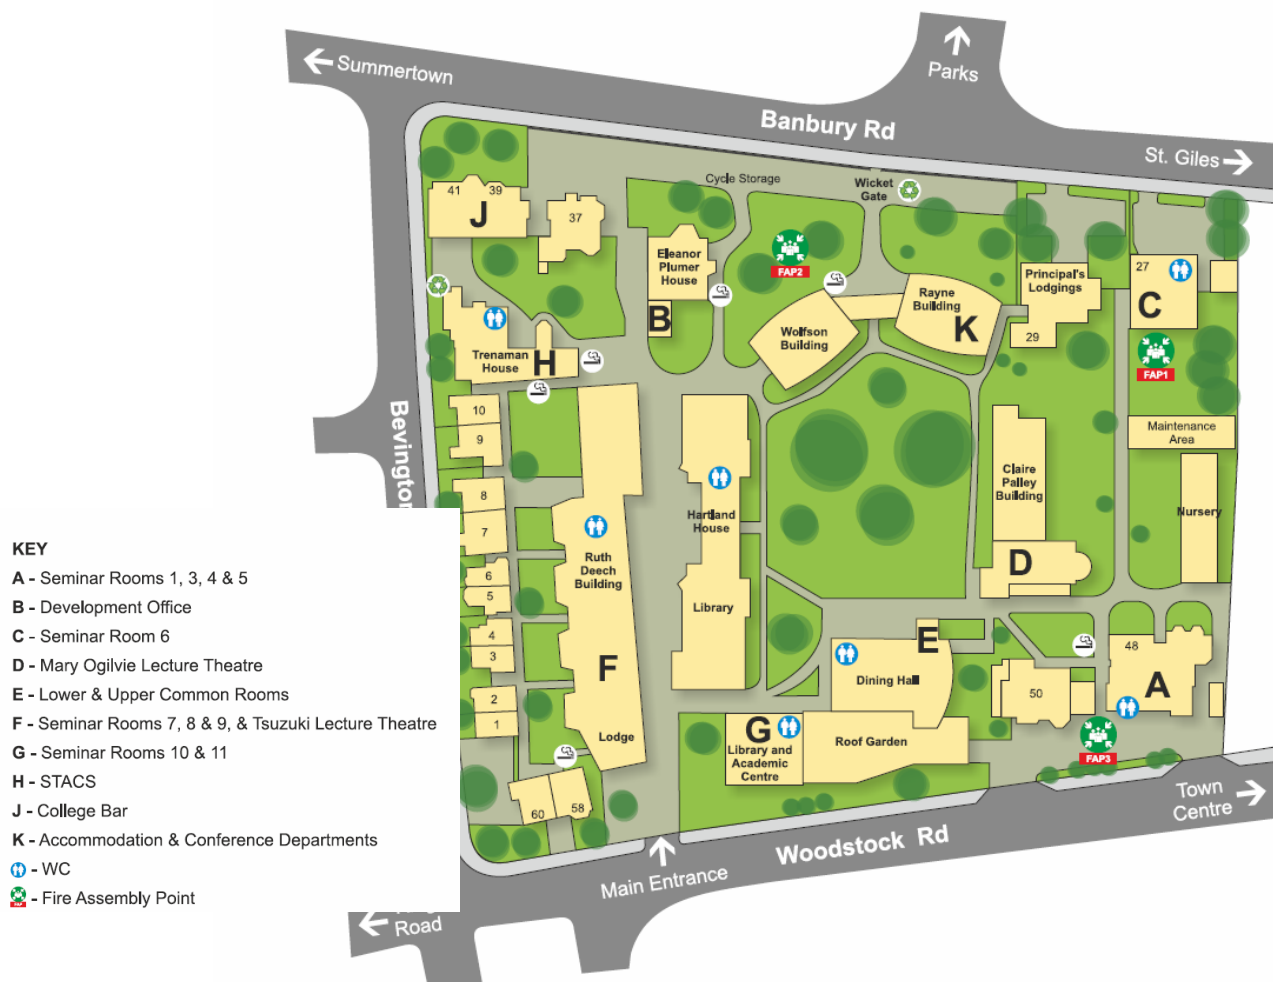 Summertown
Parks
Banbury Rd
St. Giles
Cycle Storage
Wicket
Gate
41
39
J
37
Eleanor
Plumer
House
B
FAP2
Wolfson
Building
Rayne
Building
K
Principal's
Lodgings
29
27
C
FAP1
Trenaman
House
H
10
9
8
7
6
5
4
3
2
1
Maintenance
Area
Nursery
Claire
Palley
Building
D
Hartland
House
Library
Ruth
Deech
Building
F
Lodge
E
Dining Hall
G
Library and
Academic
Centre
Roof Garden
50
48
A
FAP3
60
58
Town
Centre
Woodstock Rd
Main Entrance
Road
KEY
A - Seminar Rooms 1, 3, 4 & 5
B - Development Office
C - Seminar Room 6
D - Mary Ogilvie Lecture Theatre
E - Lower & Upper Common Rooms
F - Seminar Rooms 7, 8 & 9, & Tsuzuki Lecture Theatre
G - Seminar Rooms 10 & 11
H - STACS
J - College Bar
K - Accommodation & Conference Departments
- WC
FAP - Fire Assembly Point